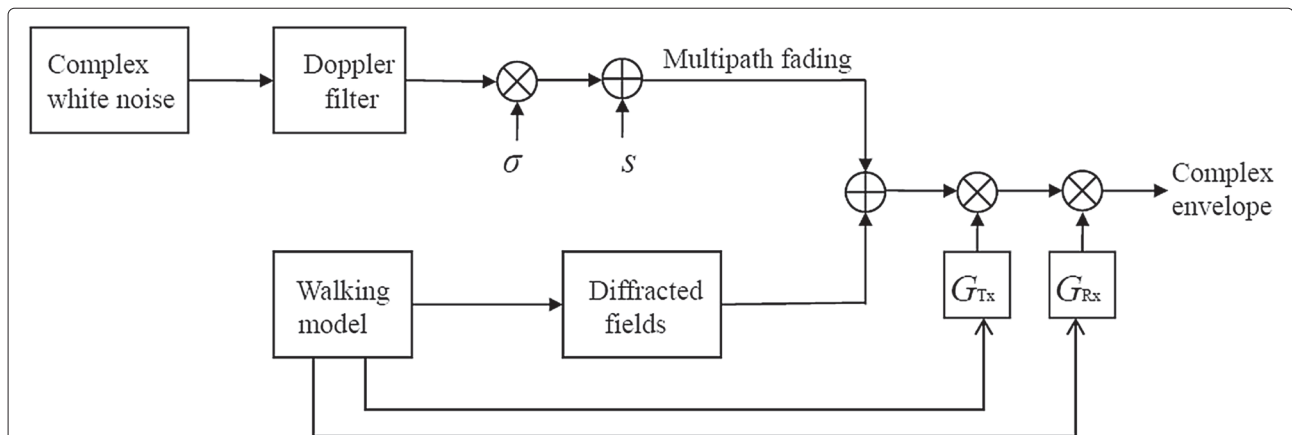 Complex
white noise
Doppler
filter
Multipath fading
σ
s
Complex
envelope
Walking
model
Diffracted
fields
GTx
GRx